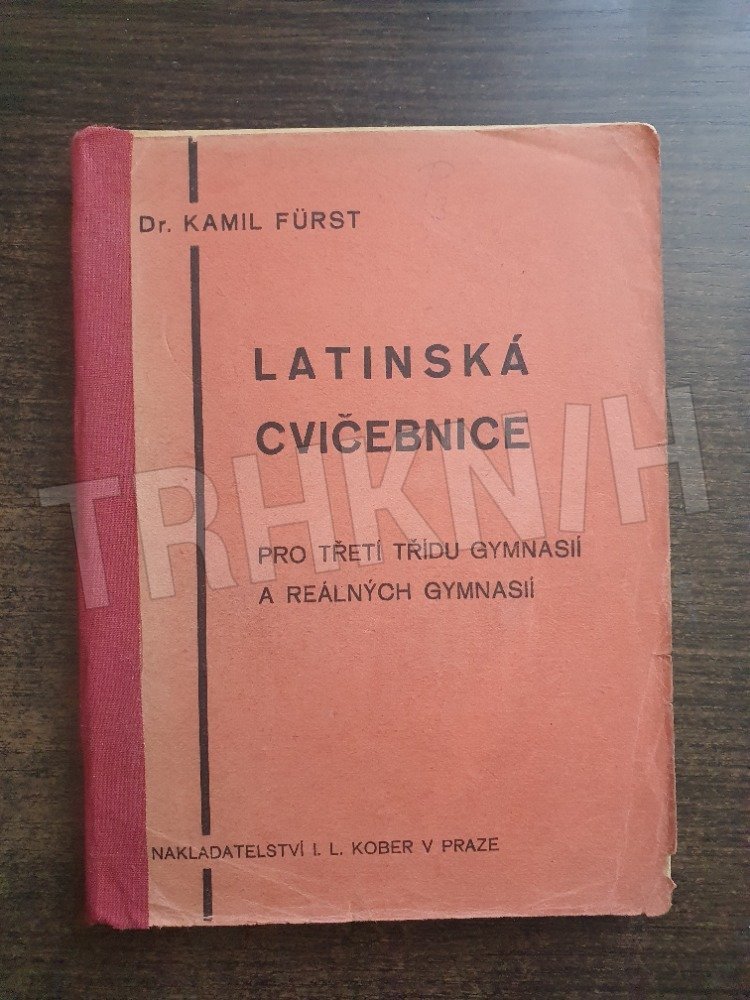 Dr. KAMIL FÜRST
LATINSKÁ
CVIČEBNICE
TRHKNIH
PRO TŘETÍ TŘÍDU GYMNASIÍ
A REÁLNÝCH GYMNASIÍ
NAKLADATELSTVÍ I. L. KOBER V PRAZE